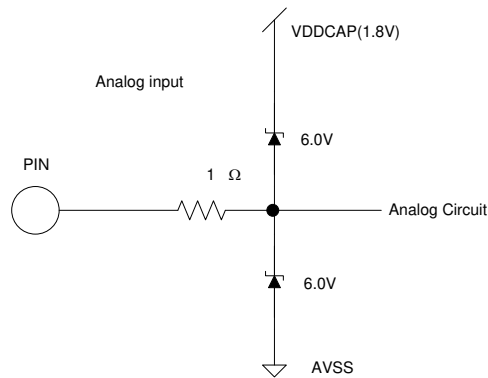 VDDCAP(1.8V)
Analog input
6.0V
PIN
1 Ω
Analog Circuit
6.0V
AVSS